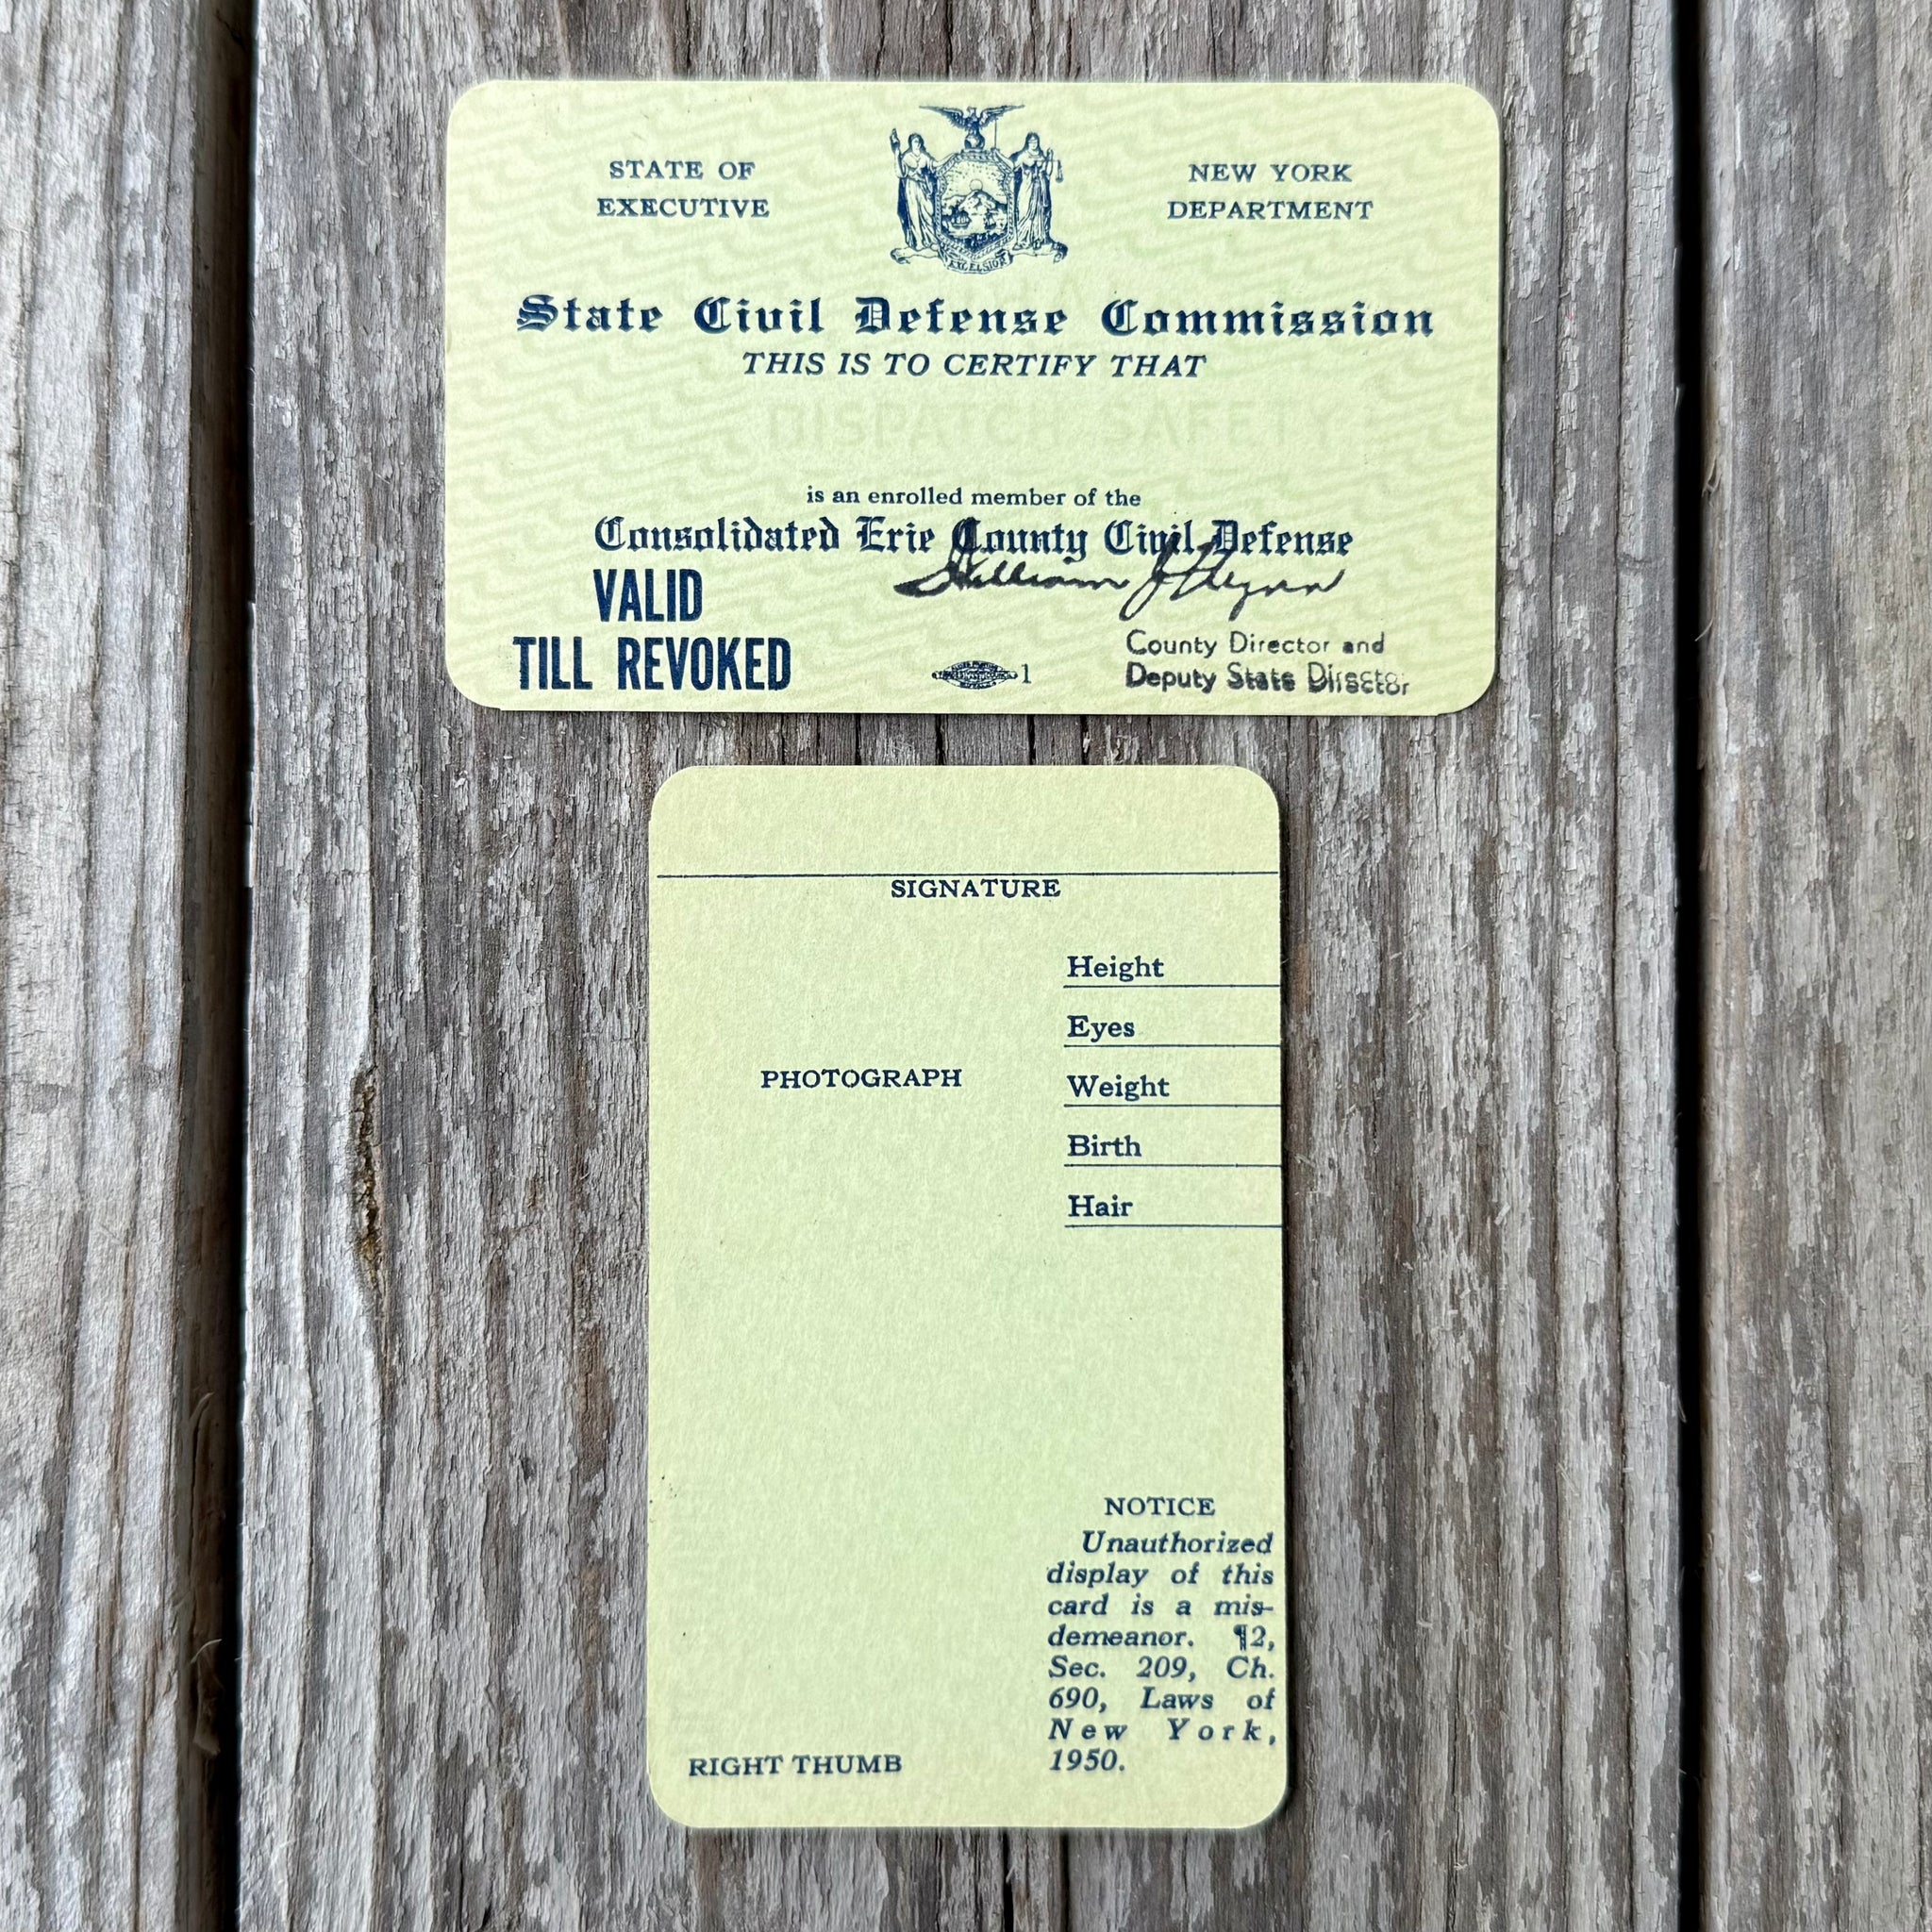 STATE OF NEW YORK
EXECUTIVE DEPARTMENT
EXCELSIOR
State Civil Defense Commission
THIS IS TO CERTIFY THAT
DISPATCH SAFETY
is an enrolled member of the
Consolidated Erie County Civil Defense
William J Flynn
VALID
TILL REVOKED
1
County Director and
Deputy State Director
SIGNATURE
Height
Eyes
PHOTOGRAPH
Weight
Birth
Hair
NOTICE
Unauthorized
display of this
card is a mis-
demeanor. ¶2,
Sec. 209, Ch.
690, Laws of
New York,
1950.
RIGHT THUMB